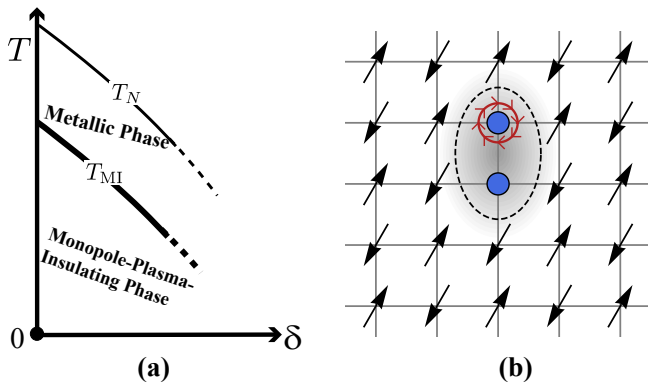 T
T_N
Metallic Phase
T_MI
Monopole-Plasma-
Insulating Phase
0
δ
(a)
(b)